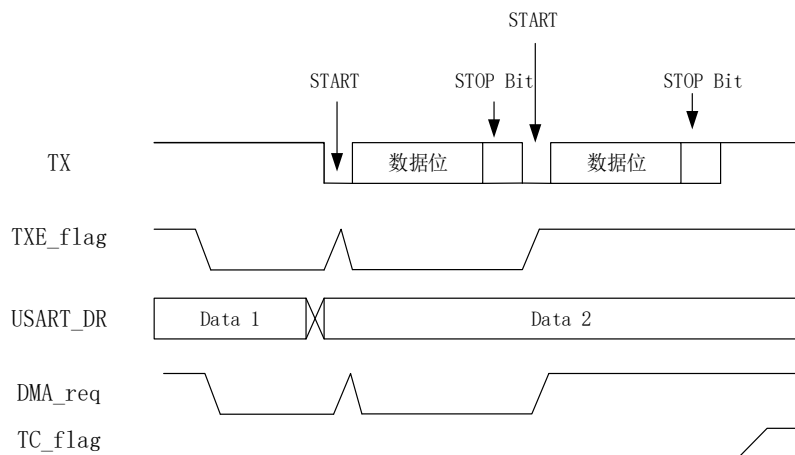 START
START
STOP Bit
STOP Bit
TX
数据位
数据位
TXE_flag
USART_DR
Data 1
Data 2
DMA_req
TC_flag